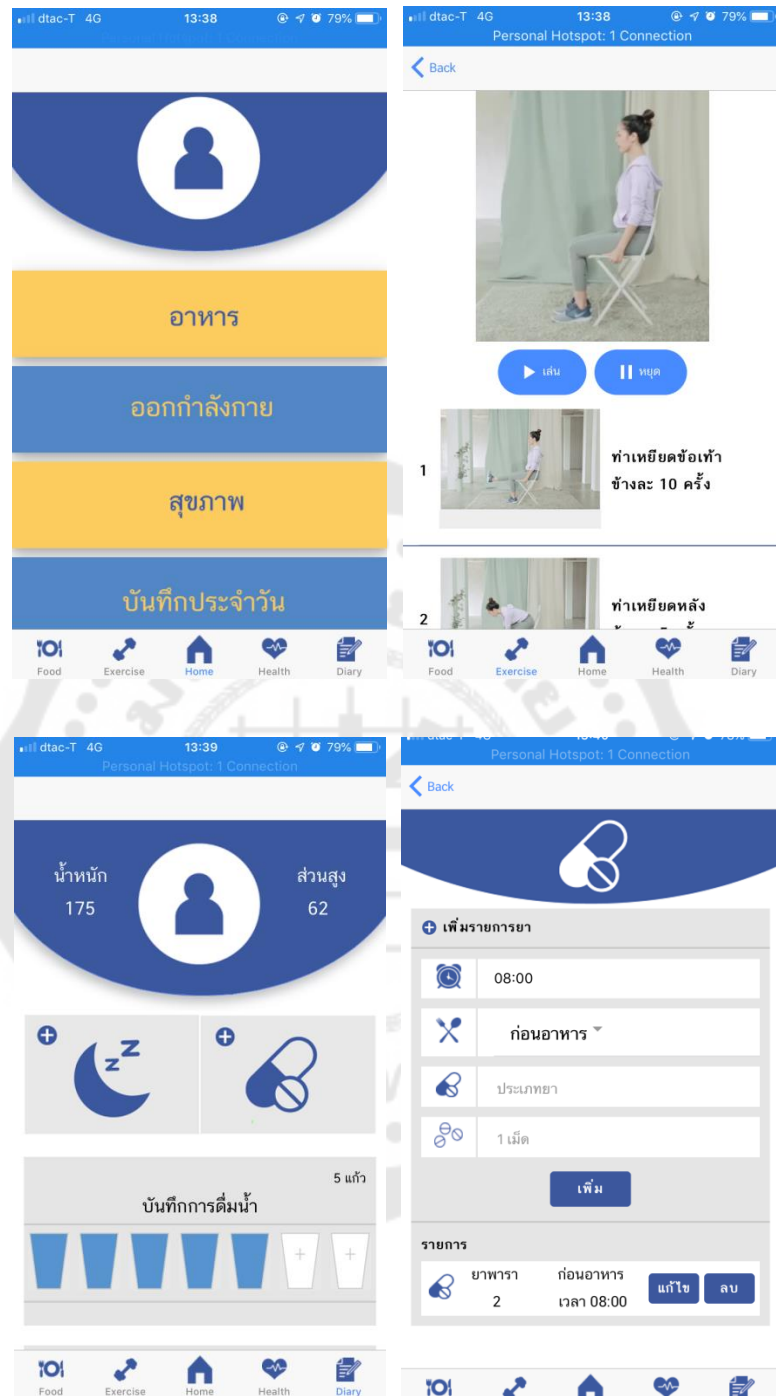 dtac-T 4G 13:38 79%
อาหาร
ออกกำลังกาย
สุขภาพ
บันทึกประจำวัน
Food Exercise Home Health Diary
dtac-T 4G 13:38 79%
Personal Hotspot: 1 Connection
Back
เล่น หยุด
1
ท่าเหยียดข้อเท้า
ข้างละ 10 ครั้ง
2
ท่าเหยียดหลัง
Food Exercise Home Health Diary
dtac-T 4G 13:39 79%
Personal Hotspot: 1 Connection
น้ำหนัก ส่วนสูง
175 62
z Z
5 แก้ว
บันทึกการดื่มน้ำ
Food Exercise Home Health Diary
Personal Hotspot: 1 Connection
Back
เพิ่มรายการยา
08:00
ก่อนอาหาร
ประเภทยา
1 เม็ด
เพิ่ม
รายการ
ยาพารา ก่อนอาหาร แก้ไข ลบ
2 เวลา 08:00